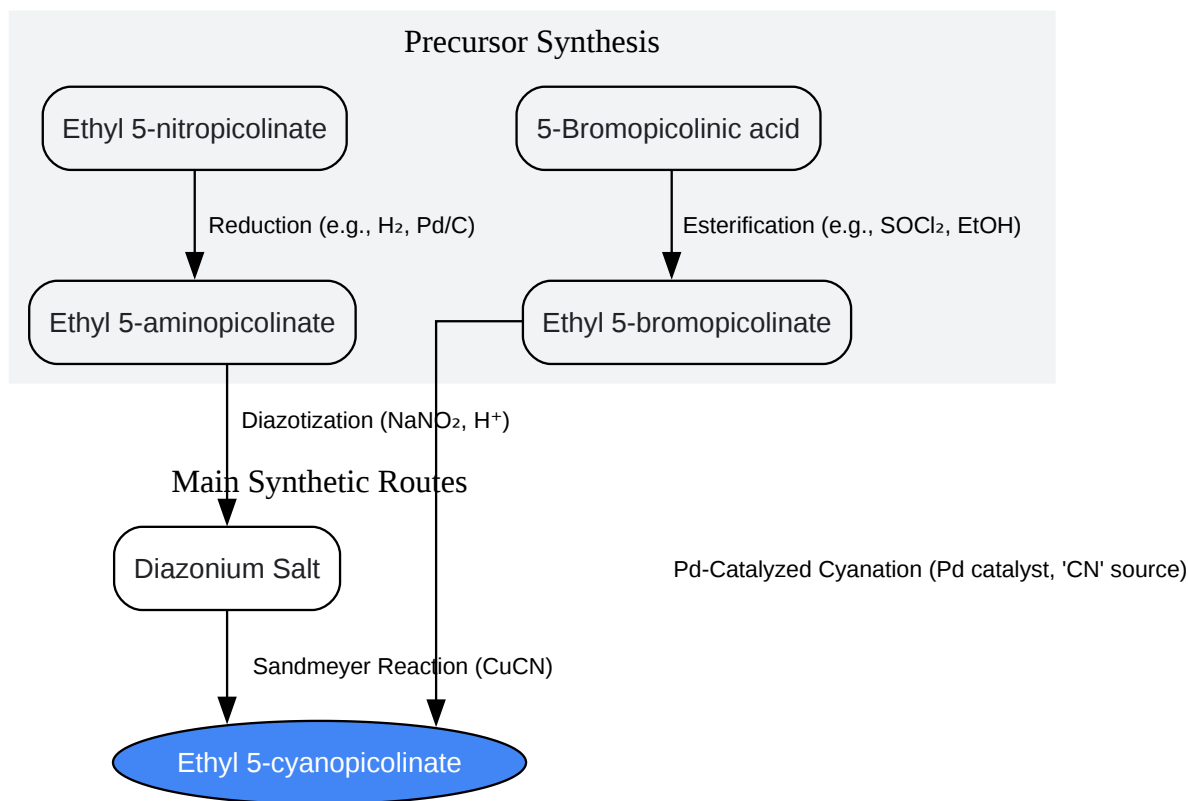 Precursor Synthesis
Ethyl 5-nitropicolinate
5-Bromopicolinic acid
Reduction (e.g., H₂, Pd/C)
Esterification (e.g., SOCl₂, EtOH)
Ethyl 5-aminopicolinate
Ethyl 5-bromopicolinate
Diazotization (NaNO₂, H⁺)
Main Synthetic Routes
Diazonium Salt
Pd-Catalyzed Cyanation (Pd catalyst, 'CN' source)
Sandmeyer Reaction (CuCN)
Ethyl 5-cyanopicolinate